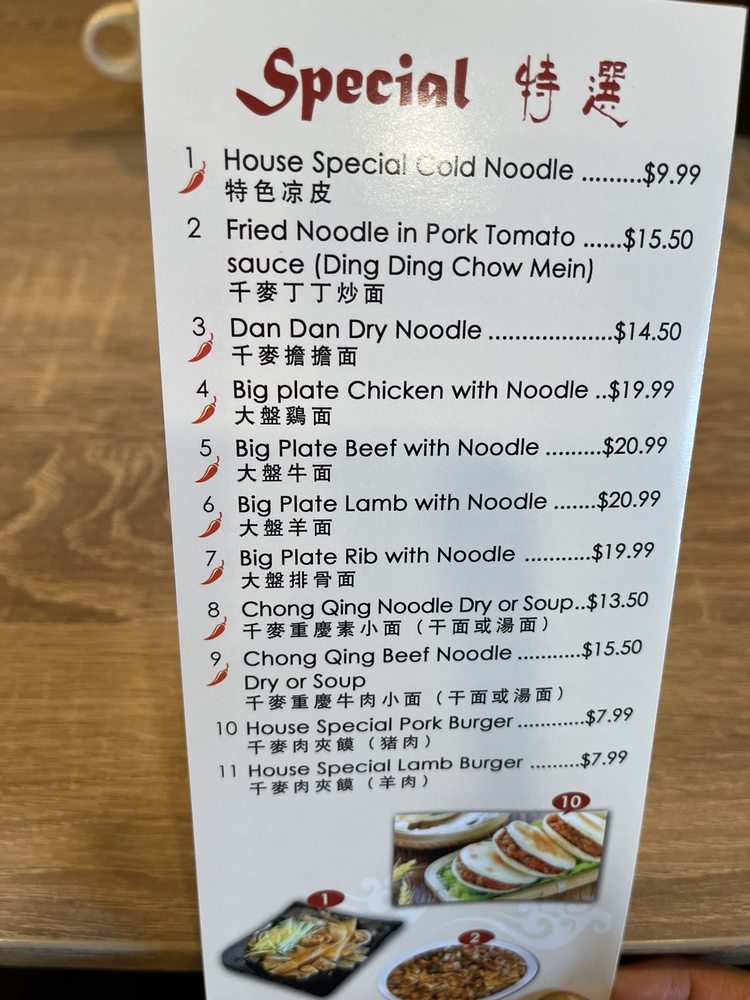 Special 特選
1 House Special Cold Noodle .........$9.99
特色凉皮
2 Fried Noodle in Pork Tomato ......$15.50
sauce (Ding Ding Chow Mein)
千麥丁丁炒面
3 Dan Dan Dry Noodle ...................$14.50
千麥擔擔面
4 Big plate Chicken with Noodle ..$19.99
大盤鷄面
5 Big Plate Beef with Noodle .........$20.99
大盤牛面
6 Big Plate Lamb with Noodle .......$20.99
大盤羊面
7 Big Plate Rib with Noodle ...........$19.99
大盤排骨面
8 Chong Qing Noodle Dry or Soup..$13.50
千麥重慶素小面（干面或湯面）
9 Chong Qing Beef Noodle ...........$15.50
Dry or Soup
千麥重慶牛肉小面（干面或湯面）
10 House Special Pork Burger ............$7.99
千麥肉夾饃（猪肉）
11 House Special Lamb Burger .........$7.99
千麥肉夾饃（羊肉）
10
1
2